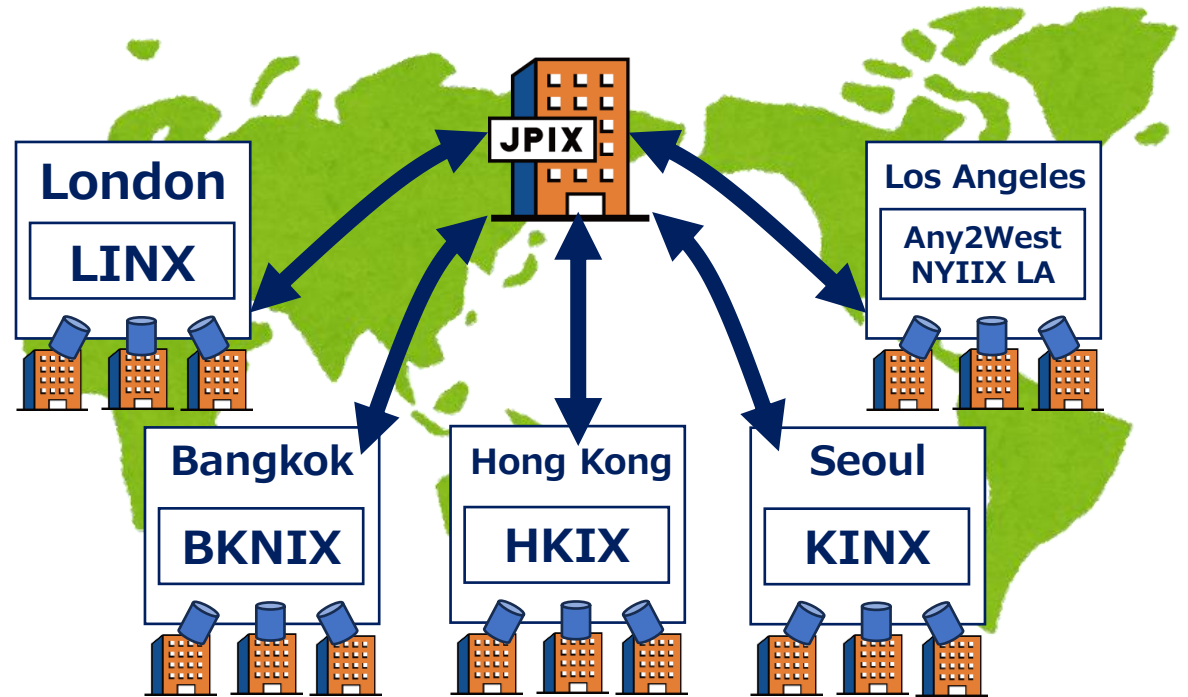 JPIX
London
LINX
Los Angeles
Any2West
NYIIX LA
Bangkok
BKNIX
Hong Kong
HKIX
Seoul
KINX